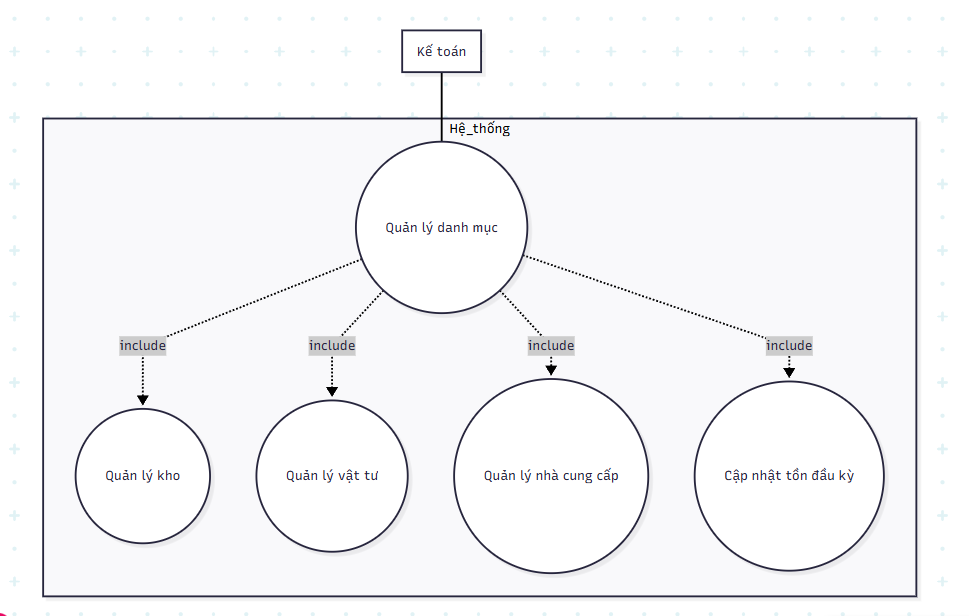 Kế toán
Hệ_thống
Quản lý danh mục
include
include
include
include
Quản lý kho
Quản lý vật tư
Quản lý nhà cung cấp
Cập nhật tồn đầu kỳ